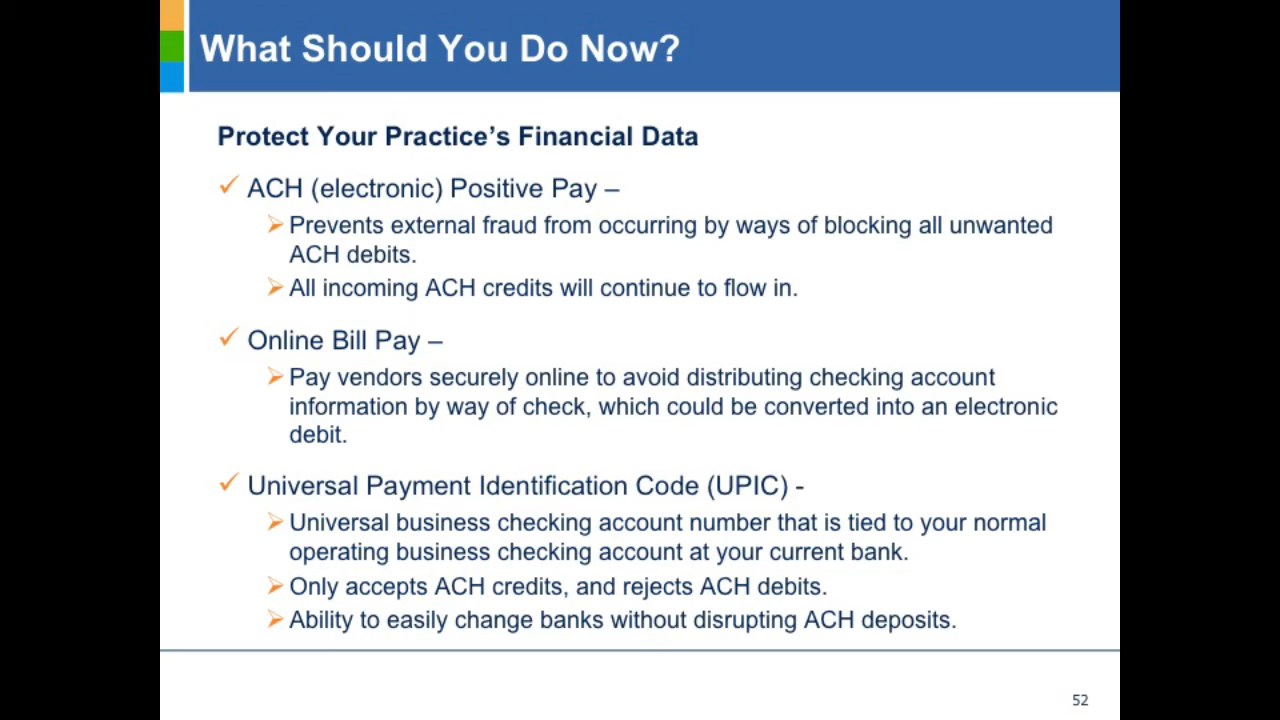 What Should You Do Now?
Protect Your Practice’s Financial Data
ACH (electronic) Positive Pay –
Prevents external fraud from occurring by ways of blocking all unwanted
ACH debits.
All incoming ACH credits will continue to flow in.
Online Bill Pay –
Pay vendors securely online to avoid distributing checking account
information by way of check, which could be converted into an electronic
debit.
Universal Payment Identification Code (UPIC) -
Universal business checking account number that is tied to your normal
operating business checking account at your current bank.
Only accepts ACH credits, and rejects ACH debits.
Ability to easily change banks without disrupting ACH deposits.
52